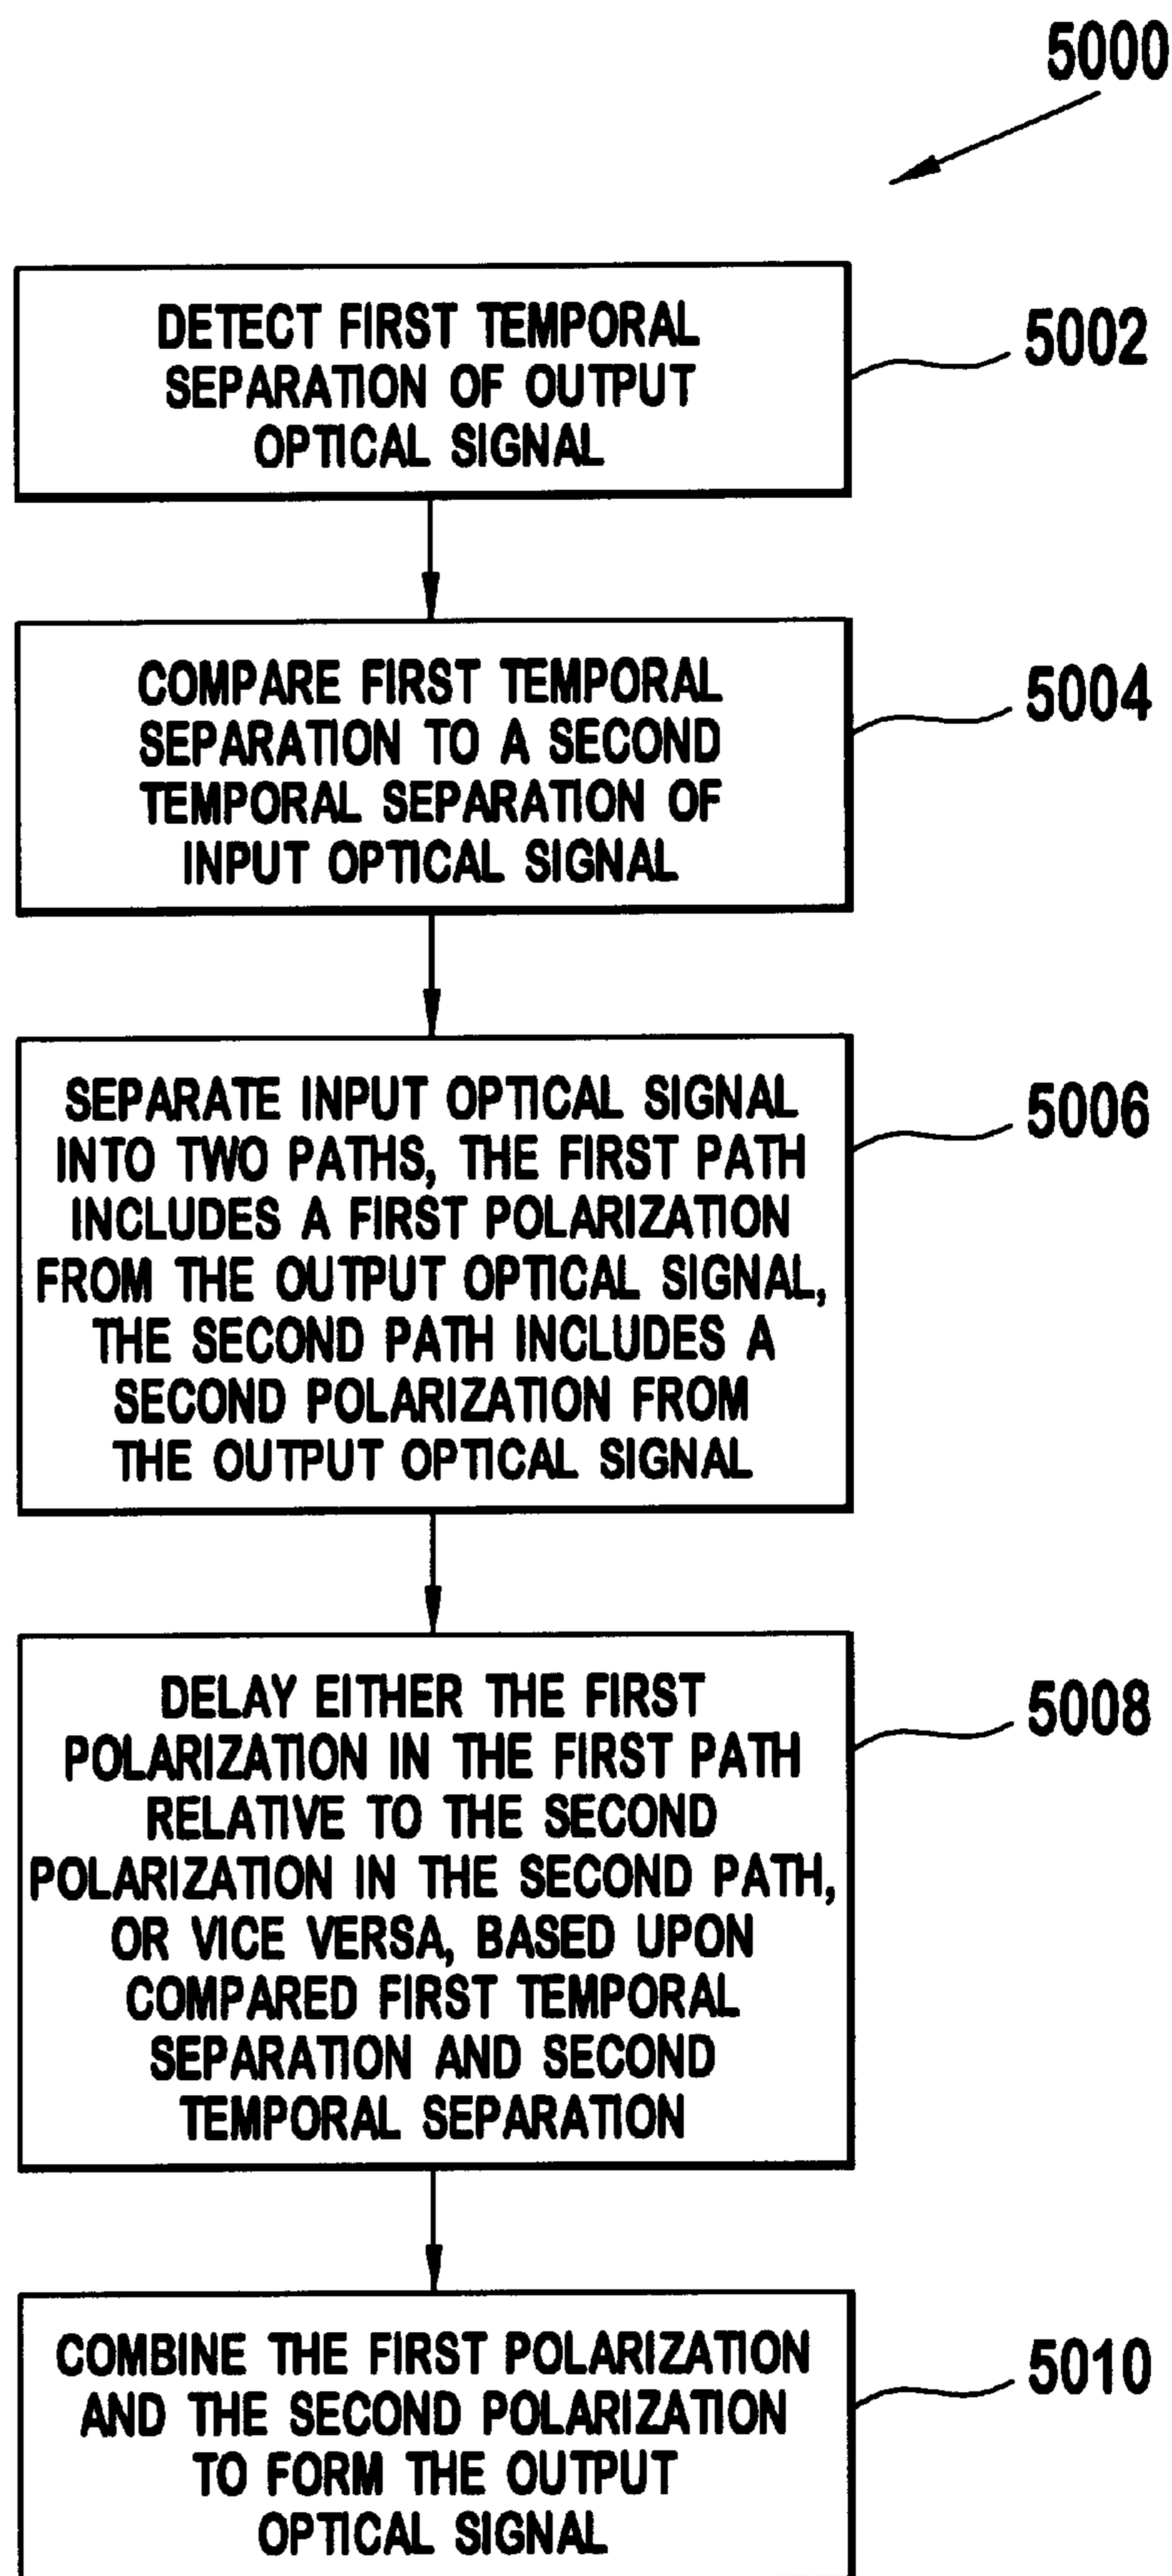 5000
DETECT FIRST TEMPORAL
SEPARATION OF OUTPUT
OPTICAL SIGNAL
5002
COMPARE FIRST TEMPORAL
SEPARATION TO A SECOND
TEMPORAL SEPARATION OF
INPUT OPTICAL SIGNAL
5004
SEPARATE INPUT OPTICAL SIGNAL
INTO TWO PATHS, THE FIRST PATH
INCLUDES A FIRST POLARIZATION
FROM THE OUTPUT OPTICAL SIGNAL,
THE SECOND PATH INCLUDES A
SECOND POLARIZATION FROM
THE OUTPUT OPTICAL SIGNAL
5006
DELAY EITHER THE FIRST
POLARIZATION IN THE FIRST PATH
RELATIVE TO THE SECOND
POLARIZATION IN THE SECOND PATH,
OR VICE VERSA, BASED UPON
COMPARED FIRST TEMPORAL
SEPARATION AND SECOND
TEMPORAL SEPARATION
5008
COMBINE THE FIRST POLARIZATION
AND THE SECOND POLARIZATION
TO FORM THE OUTPUT
OPTICAL SIGNAL
5010